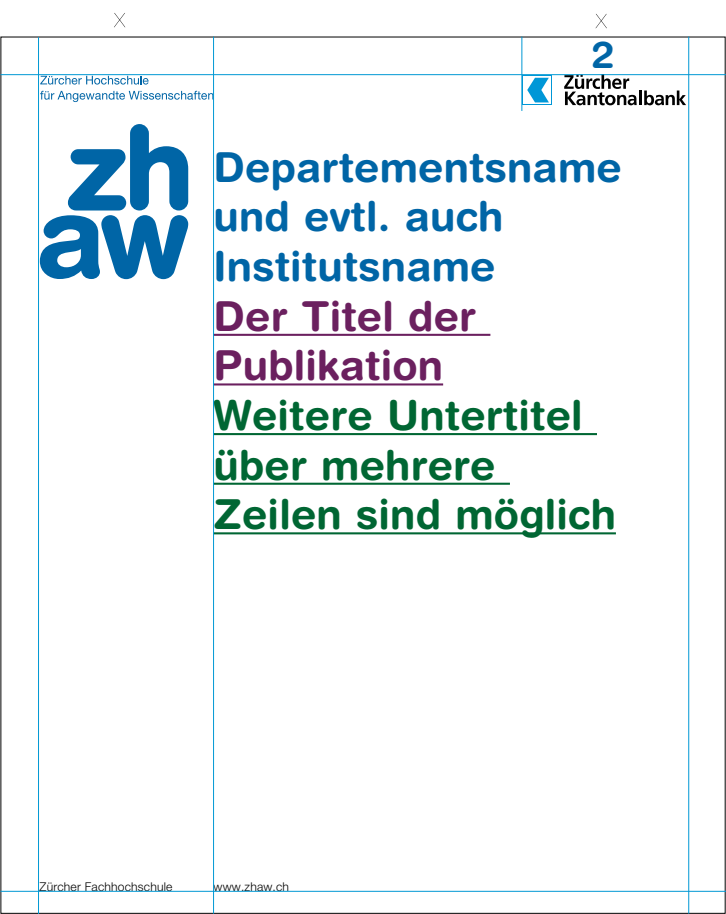 X
X
2
Zürcher Hochschule
für Angewandte Wissenschaften
Zürcher
Kantonalbank
zh
aw
Departementsname
und evtl. auch
Institutsname
Der Titel der
Publikation
Weitere Untertitel
über mehrere
Zeilen sind möglich
Zürcher Fachhochschule
www.zhaw.ch